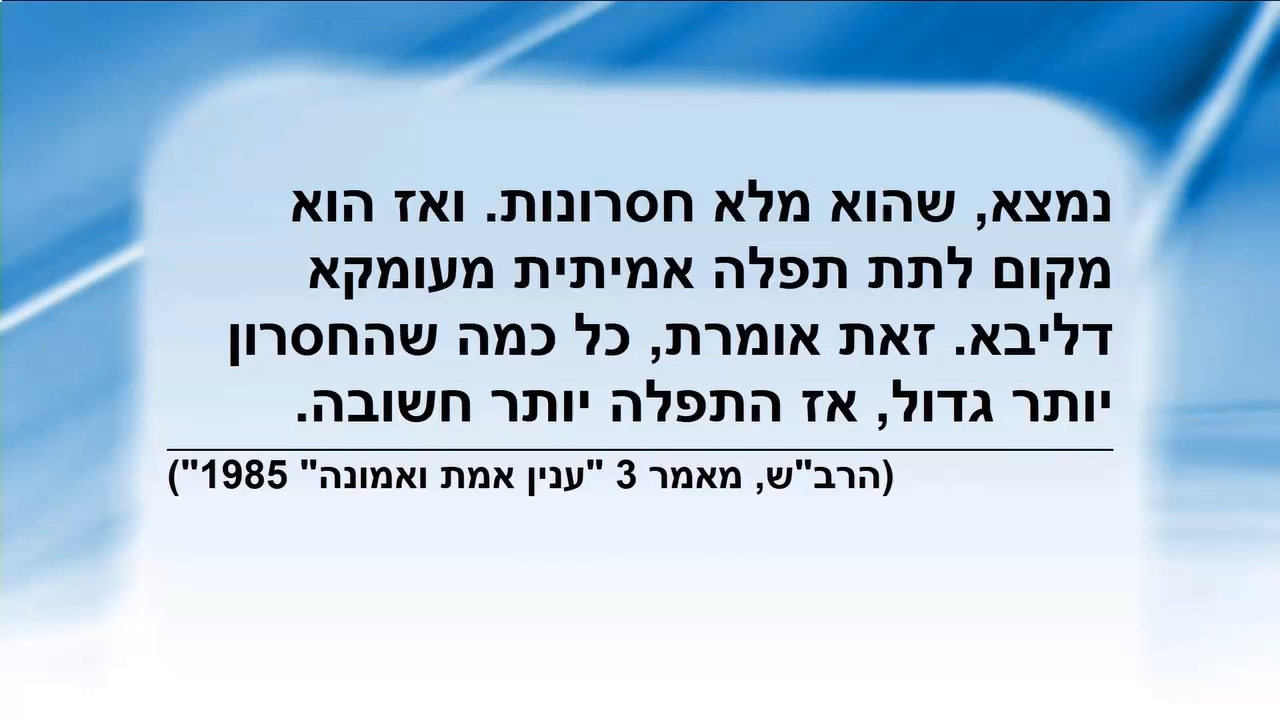 נמצא, שהוא מלא חסרונות. ואז הוא
מקום לתת תפלה אמיתית מעומקא
דליבא. זאת אומרת, כל כמה שהחסרון
יותר גדול, אז התפלה יותר חשובה.
(הרב"ש, מאמר 3 "ענין אמת ואמונה" 1985")